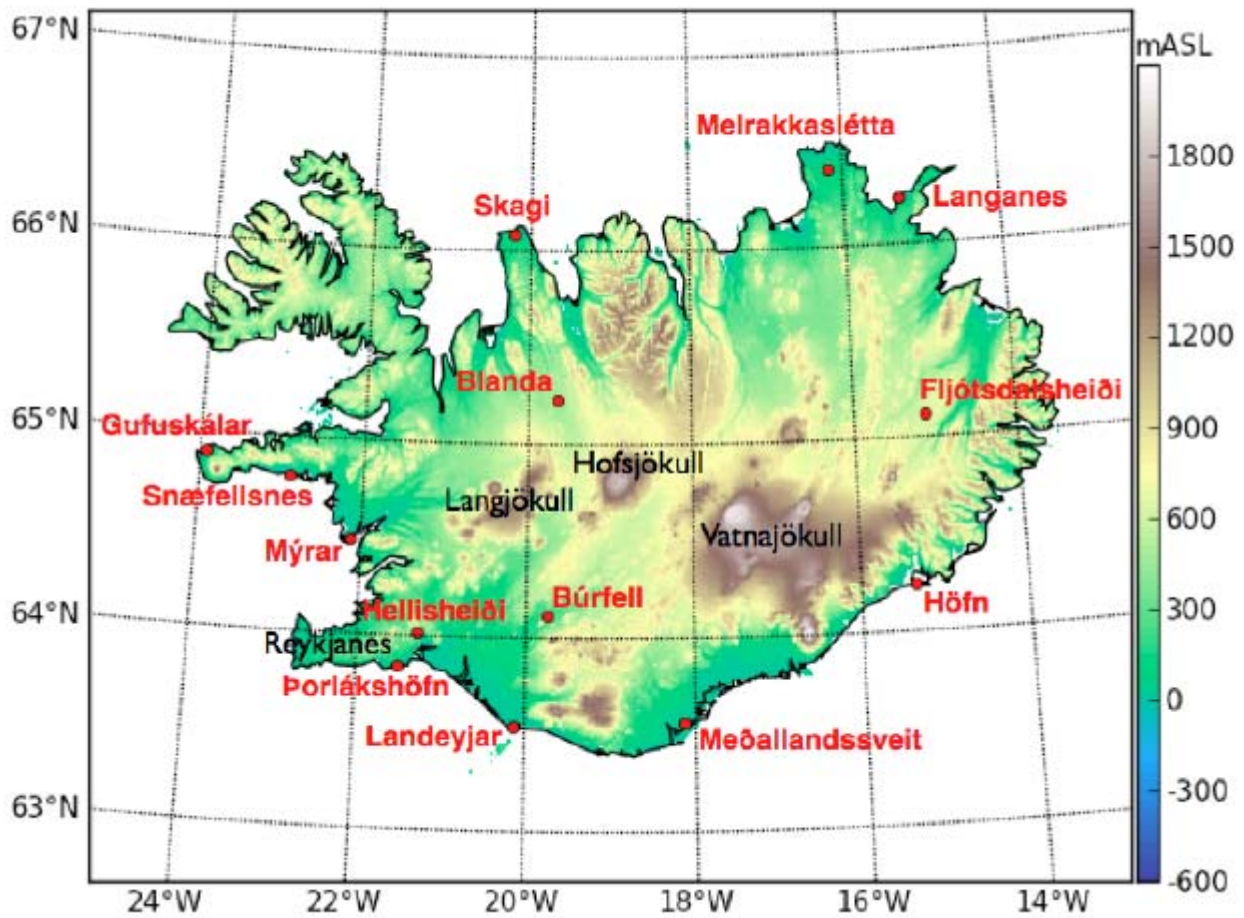 67°N
mASL
Melrakkaslétta
1800
Langanes
Skagi
66°N
1500
1200
Blanda
Fljótsdalsheiði
65°N
Gufuskálar
900
Hofsjökull
Snæfellsnes
Langjökull
600
Vatnajökull
Mýrar
Höfn
Búrfell
64°N
Hellisheiði
300
Reykjanes
Þorlákshöfn
0
Landeyjar
Meðallandssveit
-300
63°N
-600
24°W 22°W 20°W 18°W 16°W 14°W